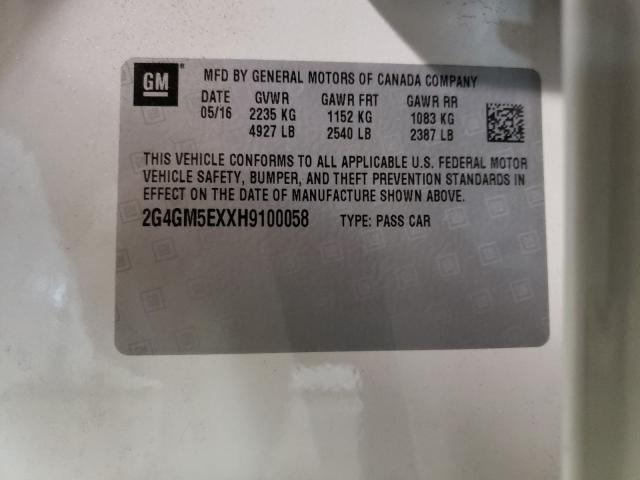 GM
MFD BY GENERAL MOTORS OF CANADA COMPANY
DATE GVWR GAWR FRT GAWR RR
05/16 2235 KG 1152 KG 1083 KG
4927 LB 2540 LB 2387 LB
THIS VEHICLE CONFORMS TO ALL APPLICABLE U.S. FEDERAL MOTOR
VEHICLE SAFETY, BUMPER, AND THEFT PREVENTION STANDARDS IN
EFFECT ON THE DATE OF MANUFACTURE SHOWN ABOVE.
2G4GM5EXXH9100058 TYPE: PASS CAR